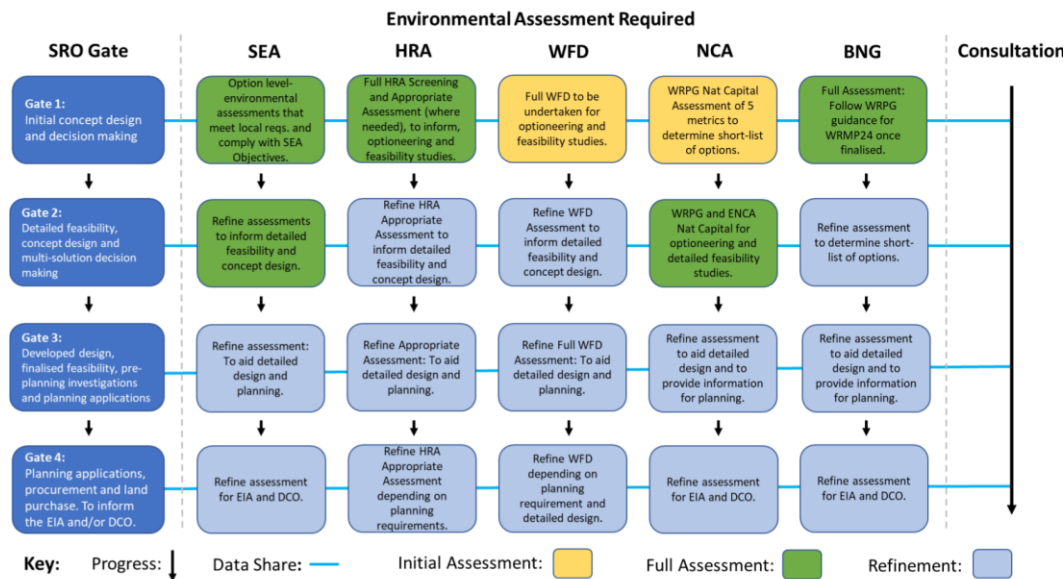 Environmental Assessment Required
SRO Gate
SEA
HRA
WFD
NCA
BNG
Consultation
Gate 1:
Initial concept
design and
decision making
Option level-
environmental
assessments that
meet local reqs. and
comply with SEA
Objectives.
Full HRA Screening
and Appropriate
Assessment (where
needed), to inform,
optioneering and
feasibility studies.
Full WFD to be
undertaken for
optioneering and
feasibility studies.
WRPG Nat Capital
Assessment of 5
metrics to
determine short-list
of options.
Full Assessment:
Follow WRPG
guidance for
WRMP24 once
finalised.
Gate 2:
Detailed feasibility,
concept design and
multi-solution decision
making
Refine assessments
to inform detailed
feasibility and
concept design.
Refine HRA
Appropriate
Assessment to
inform detailed
feasibility and
concept design.
Refine WFD
Assessment to
inform detailed
feasibility and
concept design.
WRPG and ENCA
Nat Capital for
optioneering and
detailed feasibility
studies.
Refine assessment
to determine short-
list of options.
Gate 3:
Developed design,
finalised feasibility, pre-
planning investigations
and planning applications
Refine assessment:
To aid detailed
design and
planning.
Refine Appropriate
Assessment: To aid
detailed design and
planning.
Refine Full WFD
Assessment: To aid
detailed design and
planning.
Refine assessment
to aid detailed
design and to
provide information
for planning.
Refine assessment
to aid detailed
design and to
provide information
for planning.
Gate 4:
Planning applications,
procurement and land
purchase. To inform
the EIA and/or DCO.
Refine assessment
for EIA and DCO.
Refine HRA
Appropriate
Assessment
depending on
planning
requirements.
Refine WFD
depending on
planning
requirement and
detailed design.
Refine assessment
for EIA and DCO.
Refine assessment
for EIA and DCO.
Key:
Progress:
Data Share:
Initial Assessment:
Full Assessment:
Refinement: